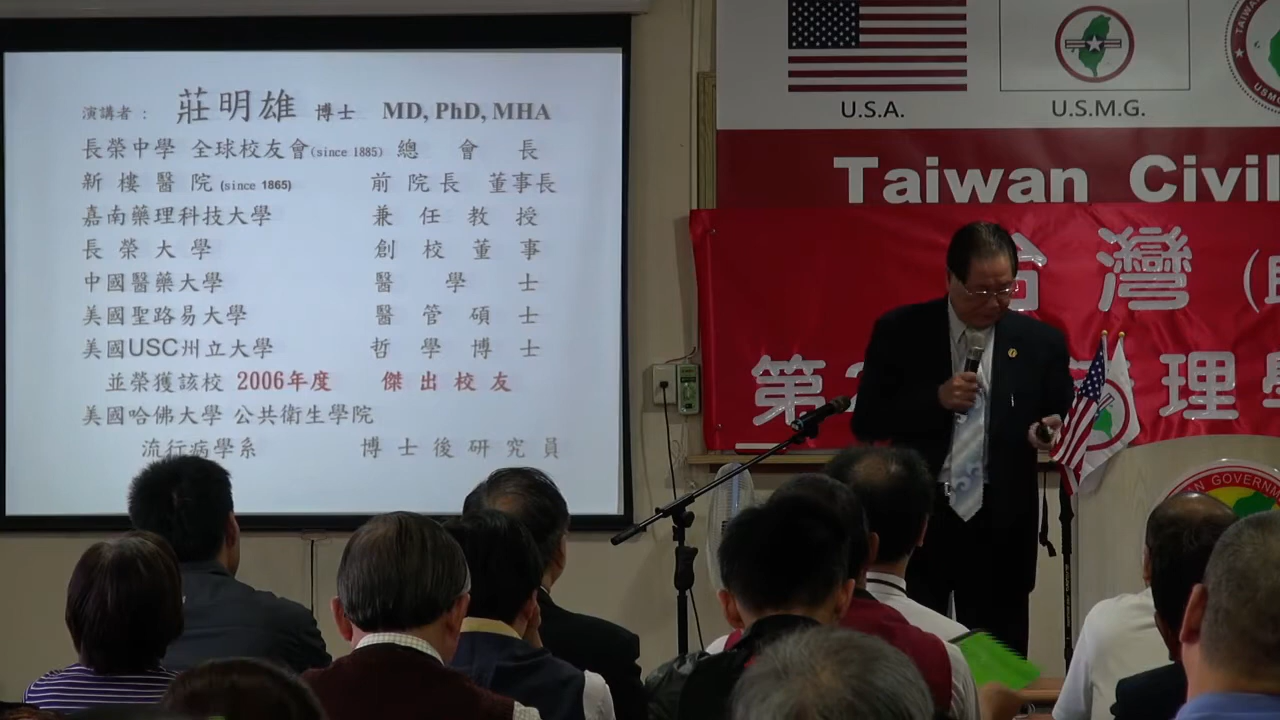 演講者： 莊明雄 博士 MD, PhD, MHA
長榮中學 全球校友會(since 1885) 總會長
新樓醫院 (since 1865) 前院長 董事長
嘉南藥理科技大學 兼任教授
長榮大學 創校董事
中國醫藥大學 醫學士
美國聖路易大學 醫管碩士
美國USC州立大學 哲學博士
並榮獲該校 2006年度 傑出校友
美國哈佛大學 公共衛生學院
流行病學系 博士後研究員
U.S.A.
U.S.M.G.
Taiwan Civil
台灣
第
理
GOVERNM